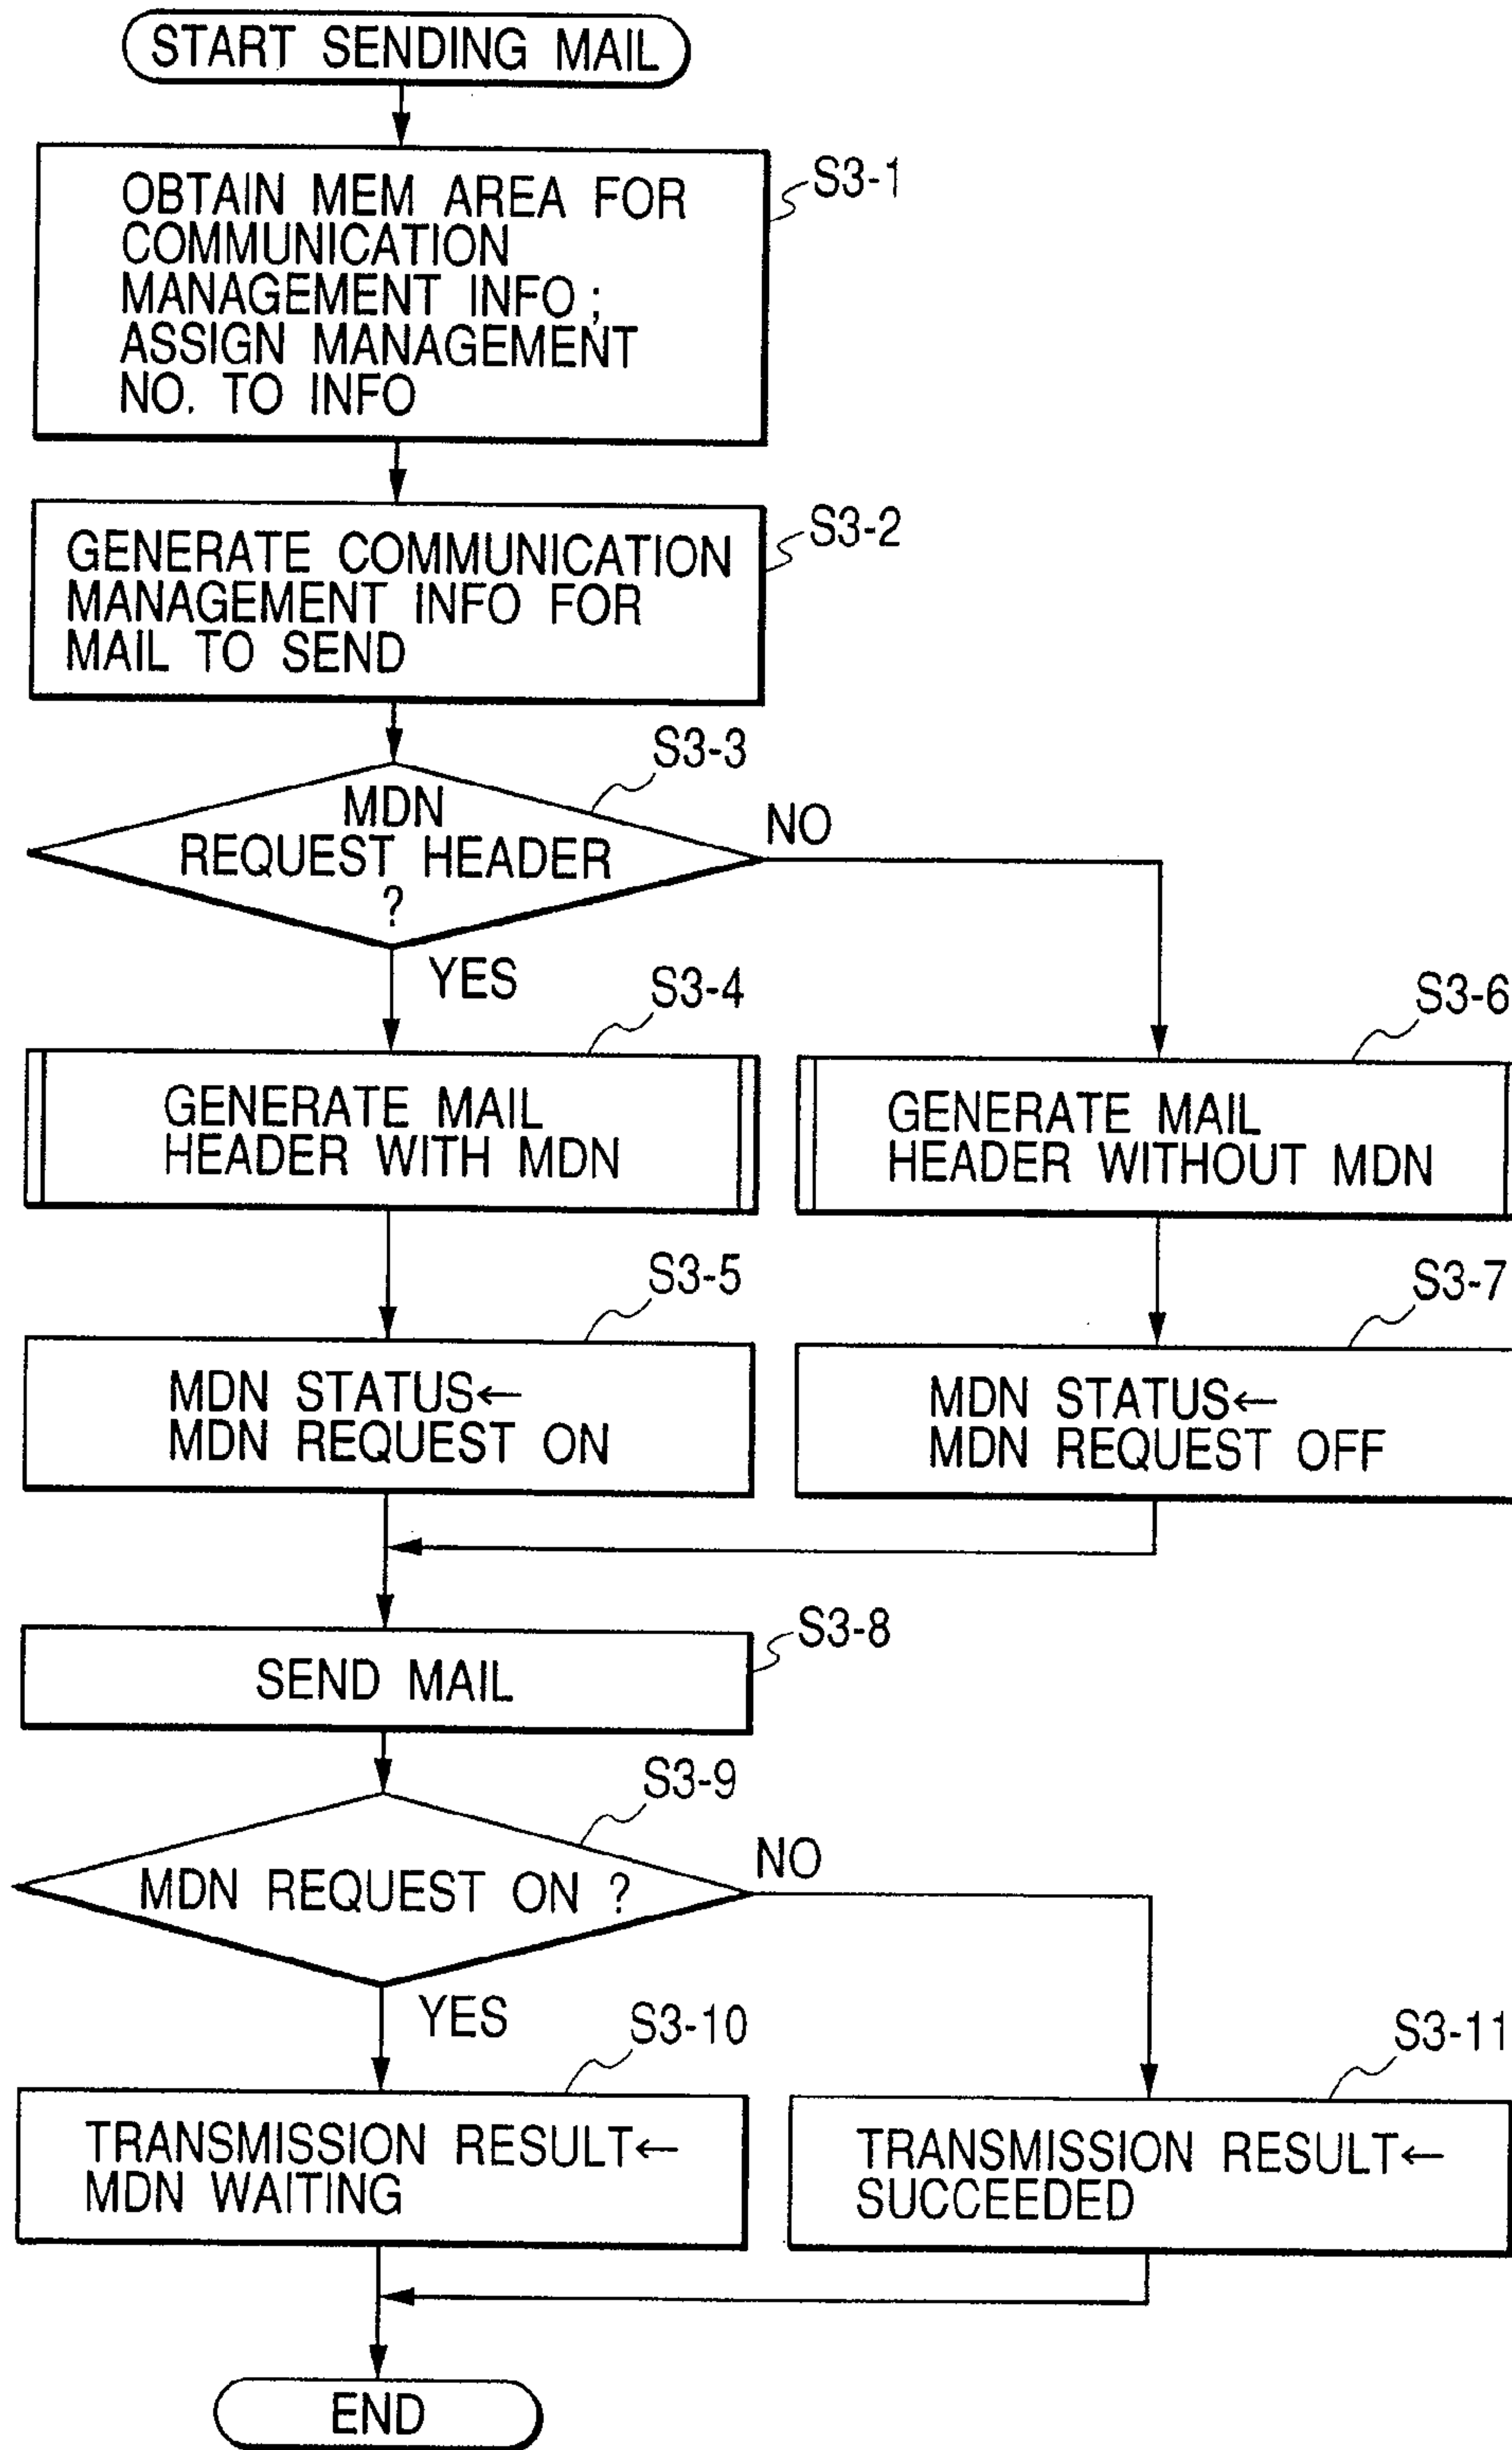 START SENDING MAIL
OBTAIN MEM AREA FOR
COMMUNICATION
MANAGEMENT INFO ;
ASSIGN MANAGEMENT
NO. TO INFO
S3-1
GENERATE COMMUNICATION
MANAGEMENT INFO FOR
MAIL TO SEND
S3-2
MDN
REQUEST HEADER
?
S3-3
NO
YES
S3-4
GENERATE MAIL
HEADER WITH MDN
S3-6
GENERATE MAIL
HEADER WITHOUT MDN
S3-5
MDN STATUS←
MDN REQUEST ON
S3-7
MDN STATUS←
MDN REQUEST OFF
SEND MAIL
S3-8
S3-9
MDN REQUEST ON ?
NO
YES
S3-10
TRANSMISSION RESULT←
MDN WAITING
S3-11
TRANSMISSION RESULT←
SUCCEEDED
END